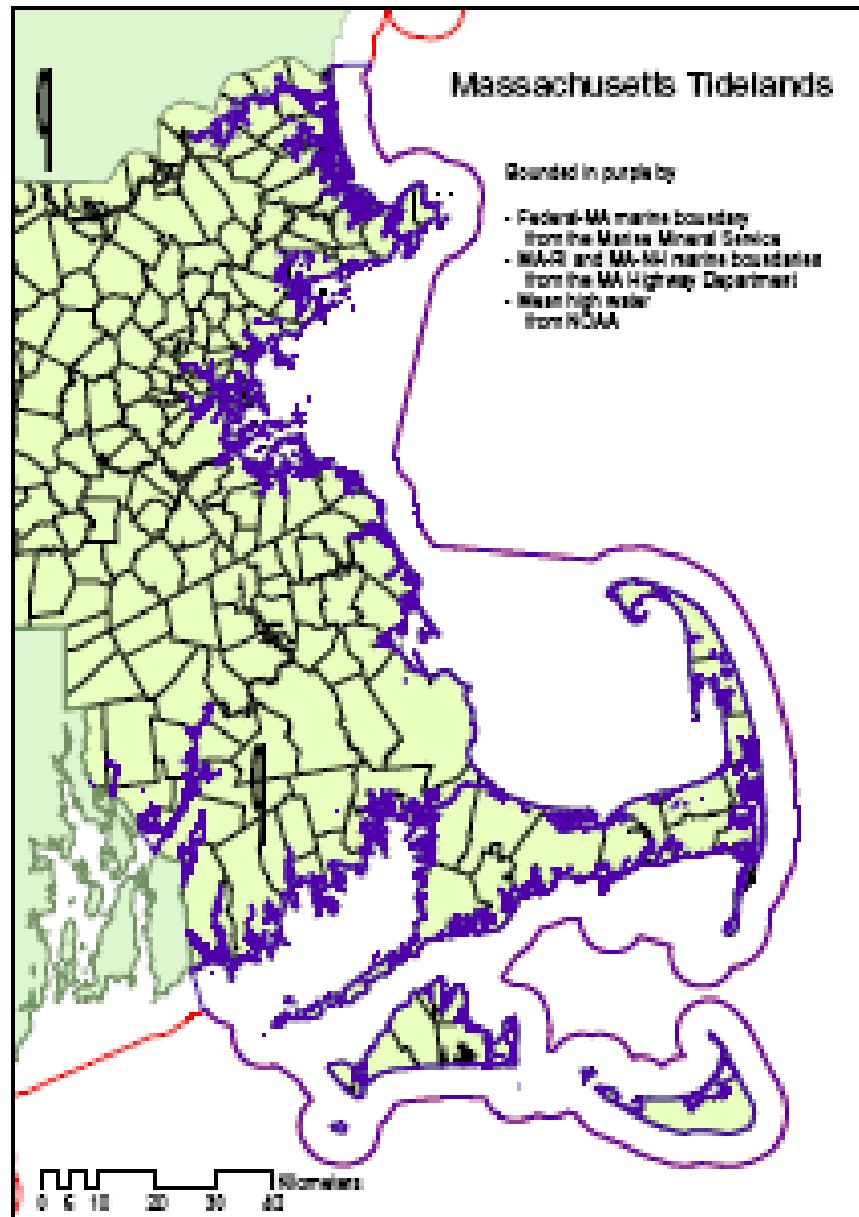 Massachusetts Tidelands
Bounded in purple by
- Federal-MA marine boundary
from the Marine Mineral Service
- MA-RI and MA-NH marine boundaries
from the MA Highway Department
- Mean high water
from NOAA
Kilometers
0 5 10 20 30 40